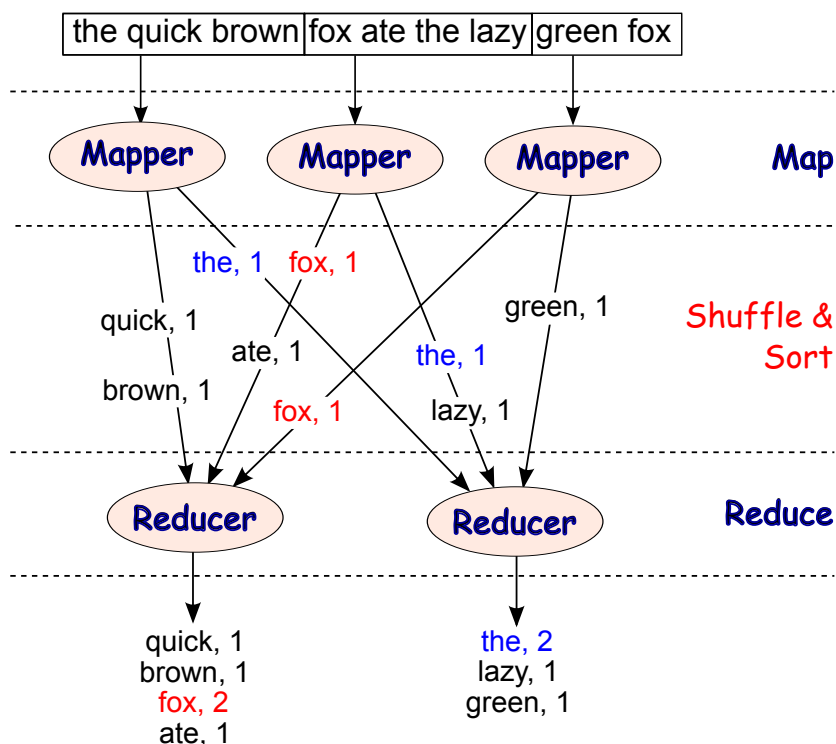 the quick brown fox ate the lazy green fox
Mapper Mapper Mapper Map
the, 1 fox, 1
green, 1
quick, 1
Shuffle &
ate, 1 the, 1
Sort
brown, 1
fox, 1 lazy, 1
Reducer Reducer Reduce
quick, 1
brown, 1
fox, 2
ate, 1
the, 2
lazy, 1
green, 1